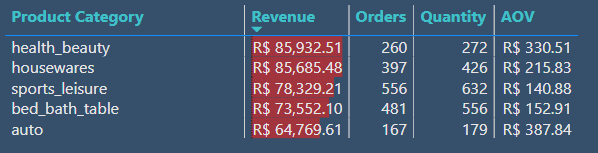 Product Category Revenue Orders Quantity AOV
health_beauty R$ 85,932.51 260 272 R$ 330.51
housewares R$ 85,685.48 397 426 R$ 215.83
sports_leisure R$ 78,329.21 556 632 R$ 140.88
bed_bath_table R$ 73,552.10 481 556 R$ 152.91
auto R$ 64,769.61 167 179 R$ 387.84